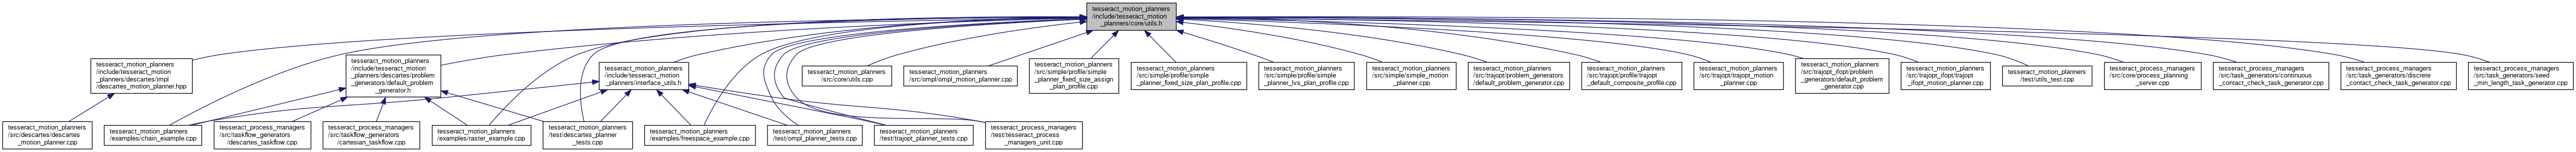 tesseract_motion_planners
/include/tesseract_motion
_planners/core/utils.h
tesseract_motion_planners
/include/tesseract_motion
_planners/descartes/impl
/descartes_motion_planner.hpp
tesseract_motion_planners
/include/tesseract_motion
_planners/descartes/problem
_generators/default_problem
_generator.h
tesseract_motion_planners
/include/tesseract_motion
_planners/interface_utils.h
tesseract_motion_planners
/src/core/utils.cpp
tesseract_motion_planners
/src/ompl/ompl_motion_planner.cpp
tesseract_motion_planners
/src/simple/profile/simple
_planner_fixed_size_assign
_plan_profile.cpp
tesseract_motion_planners
/src/simple/profile/simple
_planner_fixed_size_plan_profile.cpp
tesseract_motion_planners
/src/simple/profile/simple
_planner_lvs_plan_profile.cpp
tesseract_motion_planners
/src/simple/simple_motion
_planner.cpp
tesseract_motion_planners
/src/trajopt/problem_generators
/default_problem_generator.cpp
tesseract_motion_planners
/src/trajopt/profile/trajopt
_default_composite_profile.cpp
tesseract_motion_planners
/src/trajopt/trajopt_motion
_planner.cpp
tesseract_motion_planners
/src/trajopt_ifopt/problem
_generators/default_problem
_generator.cpp
tesseract_motion_planners
/src/trajopt_ifopt/trajopt
_ifopt_motion_planner.cpp
tesseract_motion_planners
/test/utils_test.cpp
tesseract_process_managers
/src/core/process_planning
_server.cpp
tesseract_process_managers
/src/task_generators/continuous
_contact_check_task_generator.cpp
tesseract_process_managers
/src/task_generators/discrete
_contact_check_task_generator.cpp
tesseract_process_managers
/src/task_generators/seed
_min_length_task_generator.cpp
tesseract_motion_planners
/src/descartes/descartes
_motion_planner.cpp
tesseract_motion_planners
/examples/chain_example.cpp
tesseract_process_managers
/src/taskflow_generators
/descartes_taskflow.cpp
tesseract_process_managers
/src/taskflow_generators
/cartesian_taskflow.cpp
tesseract_motion_planners
/examples/raster_example.cpp
tesseract_motion_planners
/test/descartes_planner
_tests.cpp
tesseract_motion_planners
/examples/freespace_example.cpp
tesseract_motion_planners
/test/ompl_planner_tests.cpp
tesseract_motion_planners
/test/trajopt_planner_tests.cpp
tesseract_process_managers
/test/tesseract_process
_managers_unit.cpp